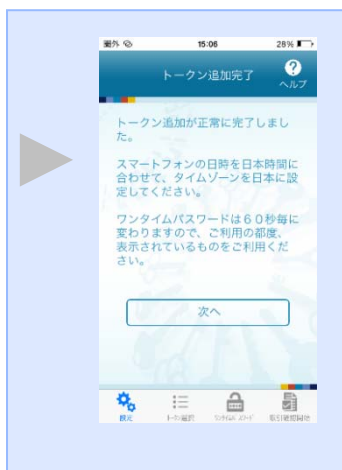 圏外
15:06
28%
トークン追加完了
?
ヘルプ
トークン追加が正常に完了しまし
た。
スマートフォンの日時を日本時間に
合わせて、タイムゾーンを日本に設
定してください。
ワンタイムパスワードは60秒毎に
変わりますので、ご利用の都度、
表示されているものをご利用くだ
さい。
次へ
設定
トークン選択
ワンタイムパスワード
取引確認開始